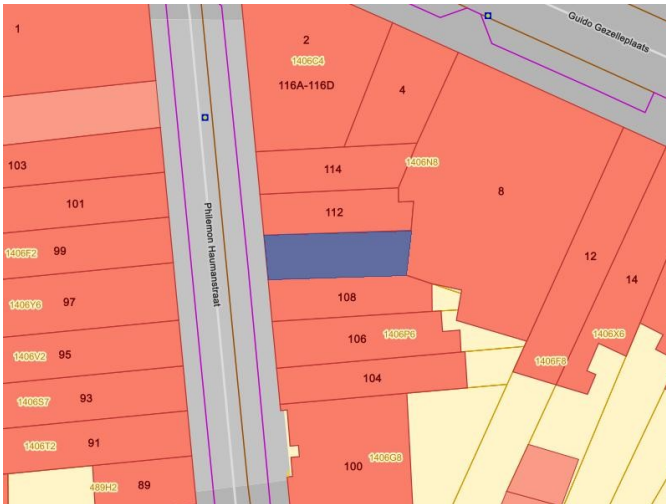 1
2
1406C4
116A-116D
4
Guido Gezelleplaats
103
114
1406N8
8
101
112
99
1406F2
Philemon Haumanstraat
12
14
97
1406Y6
108
95
1406V2
106
1406P6
1406X6
1406F8
93
1406S7
104
91
1406T2
100
1406G8
89
489H2